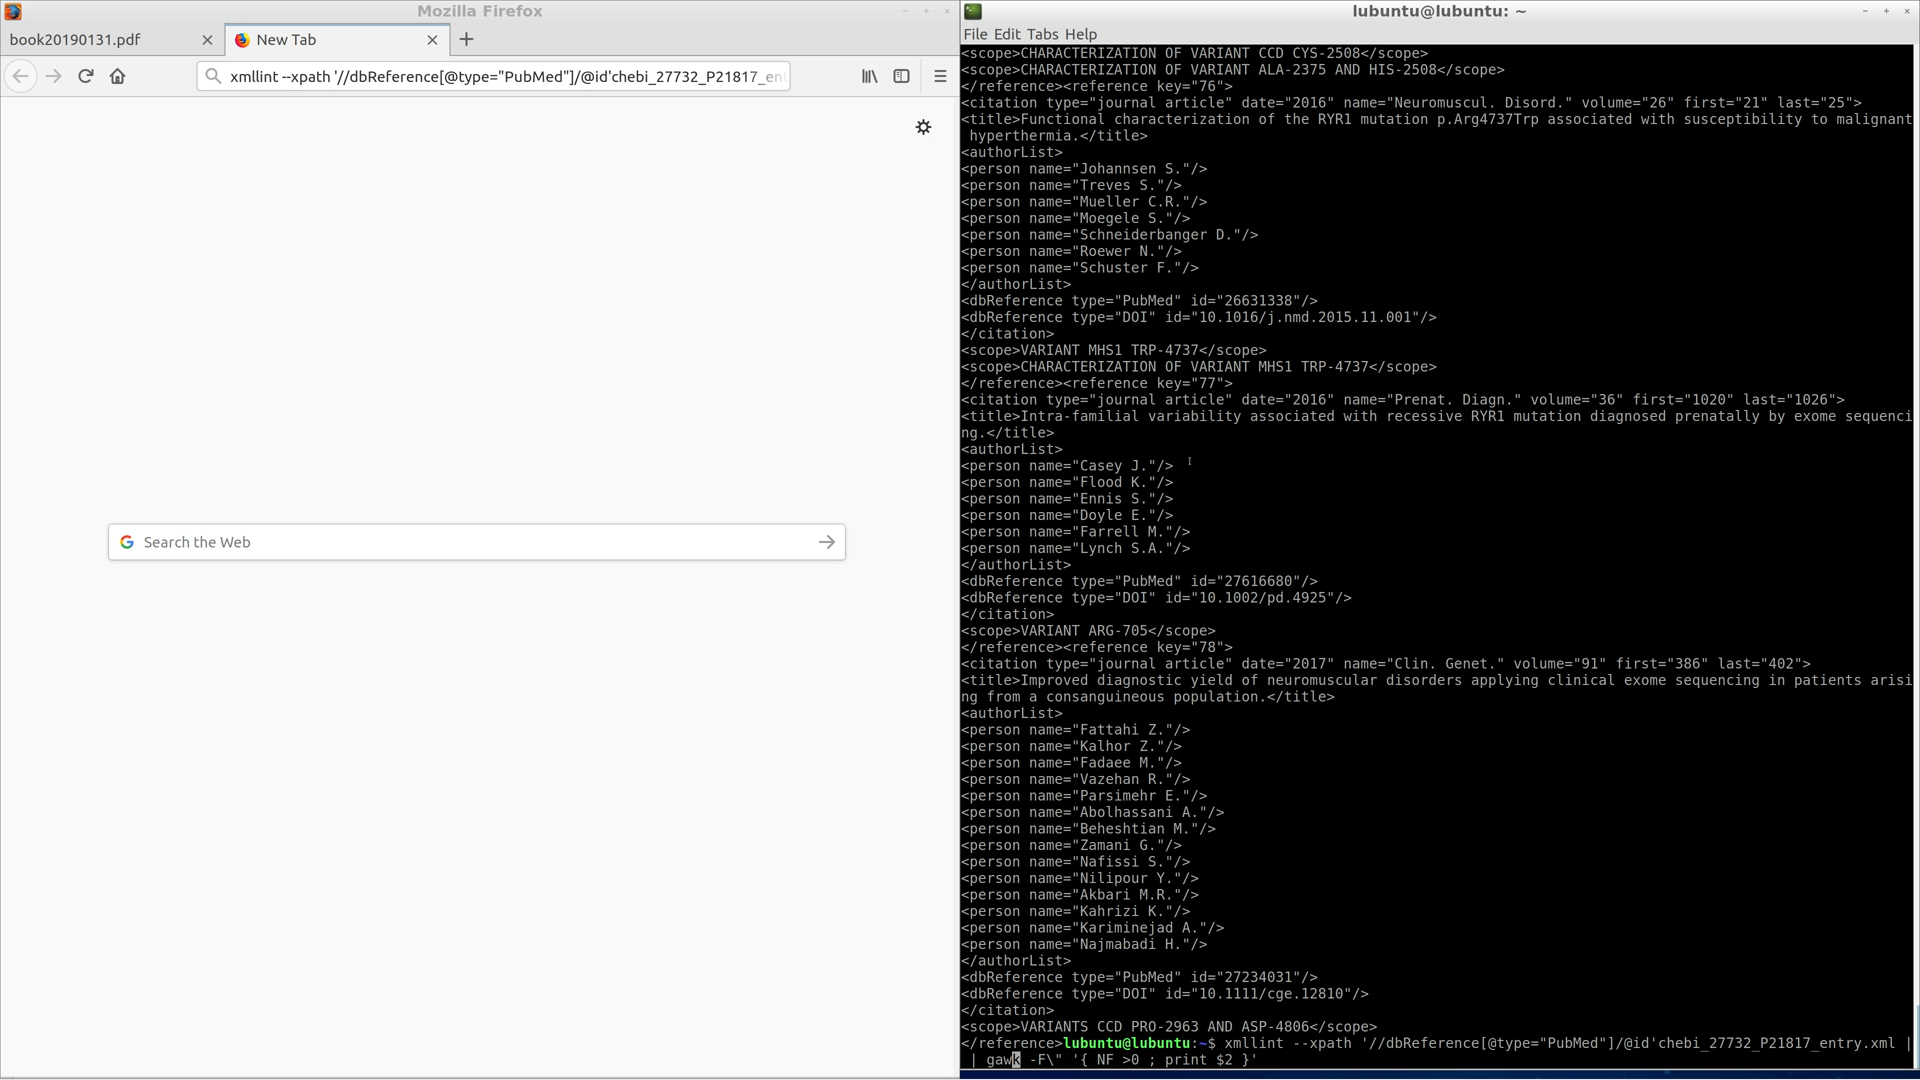 Mozilla Firefox
book20190131.pdf
New Tab
xmllint --xpath '//dbReference[@type="PubMed"]/@id'chebi_27732_P21817_ent
Search the Web
lubuntu@lubuntu: ~
File Edit Tabs Help
<scope>CHARACTERIZATION OF VARIANT CCD CYS-2508</scope>
<scope>CHARACTERIZATION OF VARIANT ALA-2375 AND HIS-2508</scope>
</reference><reference key="76">
<citation type="journal article" date="2016" name="Neuromuscul. Disord." volume="26" first="21" last="25">
<title>Functional characterization of the RYR1 mutation p.Arg4737Trp associated with susceptibility to malignant
hyperthermia.</title>
<authorList>
<person name="Johannsen S."/>
<person name="Treves S."/>
<person name="Mueller C.R."/>
<person name="Moegele S."/>
<person name="Schneiderbanger D."/>
<person name="Roewer N."/>
<person name="Schuster F."/>
</authorList>
<dbReference type="PubMed" id="26631338"/>
<dbReference type="DOI" id="10.1016/j.nmd.2015.11.001"/>
</citation>
<scope>VARIANT MHS1 TRP-4737</scope>
<scope>CHARACTERIZATION OF VARIANT MHS1 TRP-4737</scope>
</reference><reference key="77">
<citation type="journal article" date="2016" name="Prenat. Diagn." volume="36" first="1020" last="1026">
<title>Intra-familial variability associated with recessive RYR1 mutation diagnosed prenatally by exome sequenci
ng.</title>
<authorList>
<person name="Casey J."/>
<person name="Flood K."/>
<person name="Ennis S."/>
<person name="Doyle E."/>
<person name="Farrell M."/>
<person name="Lynch S.A."/>
</authorList>
<dbReference type="PubMed" id="27616680"/>
<dbReference type="DOI" id="10.1002/pd.4925"/>
</citation>
<scope>VARIANT ARG-705</scope>
</reference><reference key="78">
<citation type="journal article" date="2017" name="Clin. Genet." volume="91" first="386" last="402">
<title>Improved diagnostic yield of neuromuscular disorders applying clinical exome sequencing in patients arisi
ng from a consanguineous population.</title>
<authorList>
<person name="Fattahi Z."/>
<person name="Kalhor Z."/>
<person name="Fadaee M."/>
<person name="Vazehan R."/>
<person name="Parsimehr E."/>
<person name="Abolhassani A."/>
<person name="Beheshtian M."/>
<person name="Zamani G."/>
<person name="Nafissi S."/>
<person name="Nilipour Y."/>
<person name="Akbari M.R."/>
<person name="Kahrizi K."/>
<person name="Kariminejad A."/>
<person name="Najmabadi H."/>
</authorList>
<dbReference type="PubMed" id="27234031"/>
<dbReference type="DOI" id="10.1111/cge.12810"/>
</citation>
<scope>VARIANTS CCD PRO-2963 AND ASP-4806</scope>
</reference>lubuntu@lubuntu:~$ xmllint --xpath '//dbReference[@type="PubMed"]/@id'chebi_27732_P21817_entry.xml |
| gawk -F\" '{ NF >0 ; print $2 }'